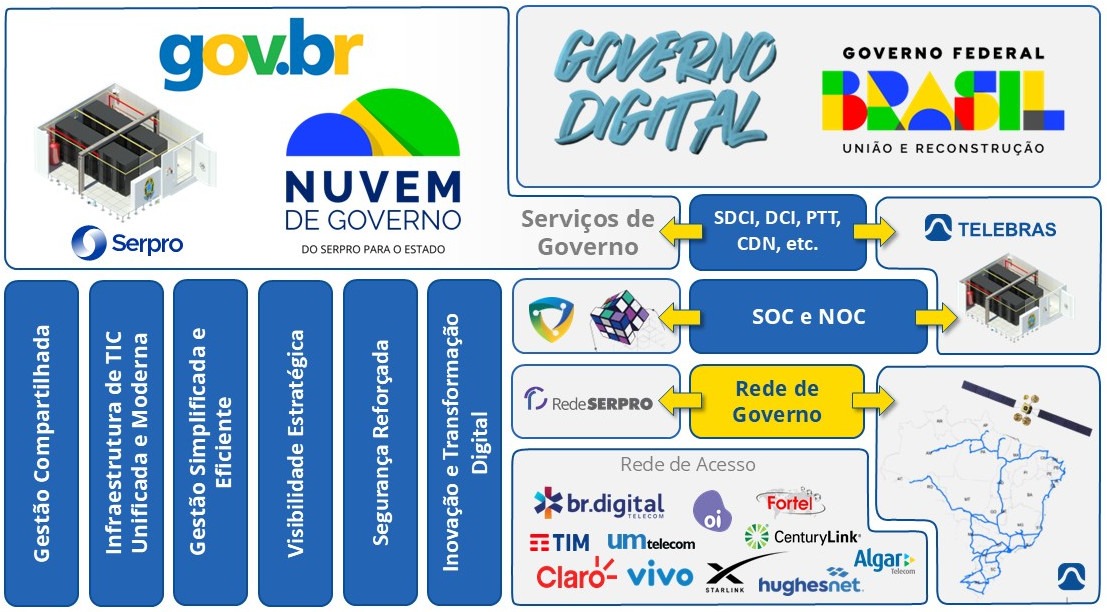 gov.br
Serpro
NUVEM
DE GOVERNO
DO SERPRO PARA O ESTADO
GOVERNO
DIGITAL
GOVERNO FEDERAL
BRASIL
UNIÃO E RECONSTRUÇÃO
Serviços de
Governo
SDCI, DCI, PTT,
CDN, etc.
TELEBRAS
SOC e NOC
RedeSERPRO
Rede de
Governo
Gestão Compartilhada
Infraestrutura de TIC
Unificada e Moderna
Gestão Simplificada e
Eficiente
Visibilidade Estratégica
Segurança Reforçada
Inovação e Transformação
Digital
Rede de Acesso
br.digital
TELECOM
oi
Fortel
TIM
um telecom
CenturyLink®
Claro
vivo
STARLINK
hughesnet.
Algar
Telecom